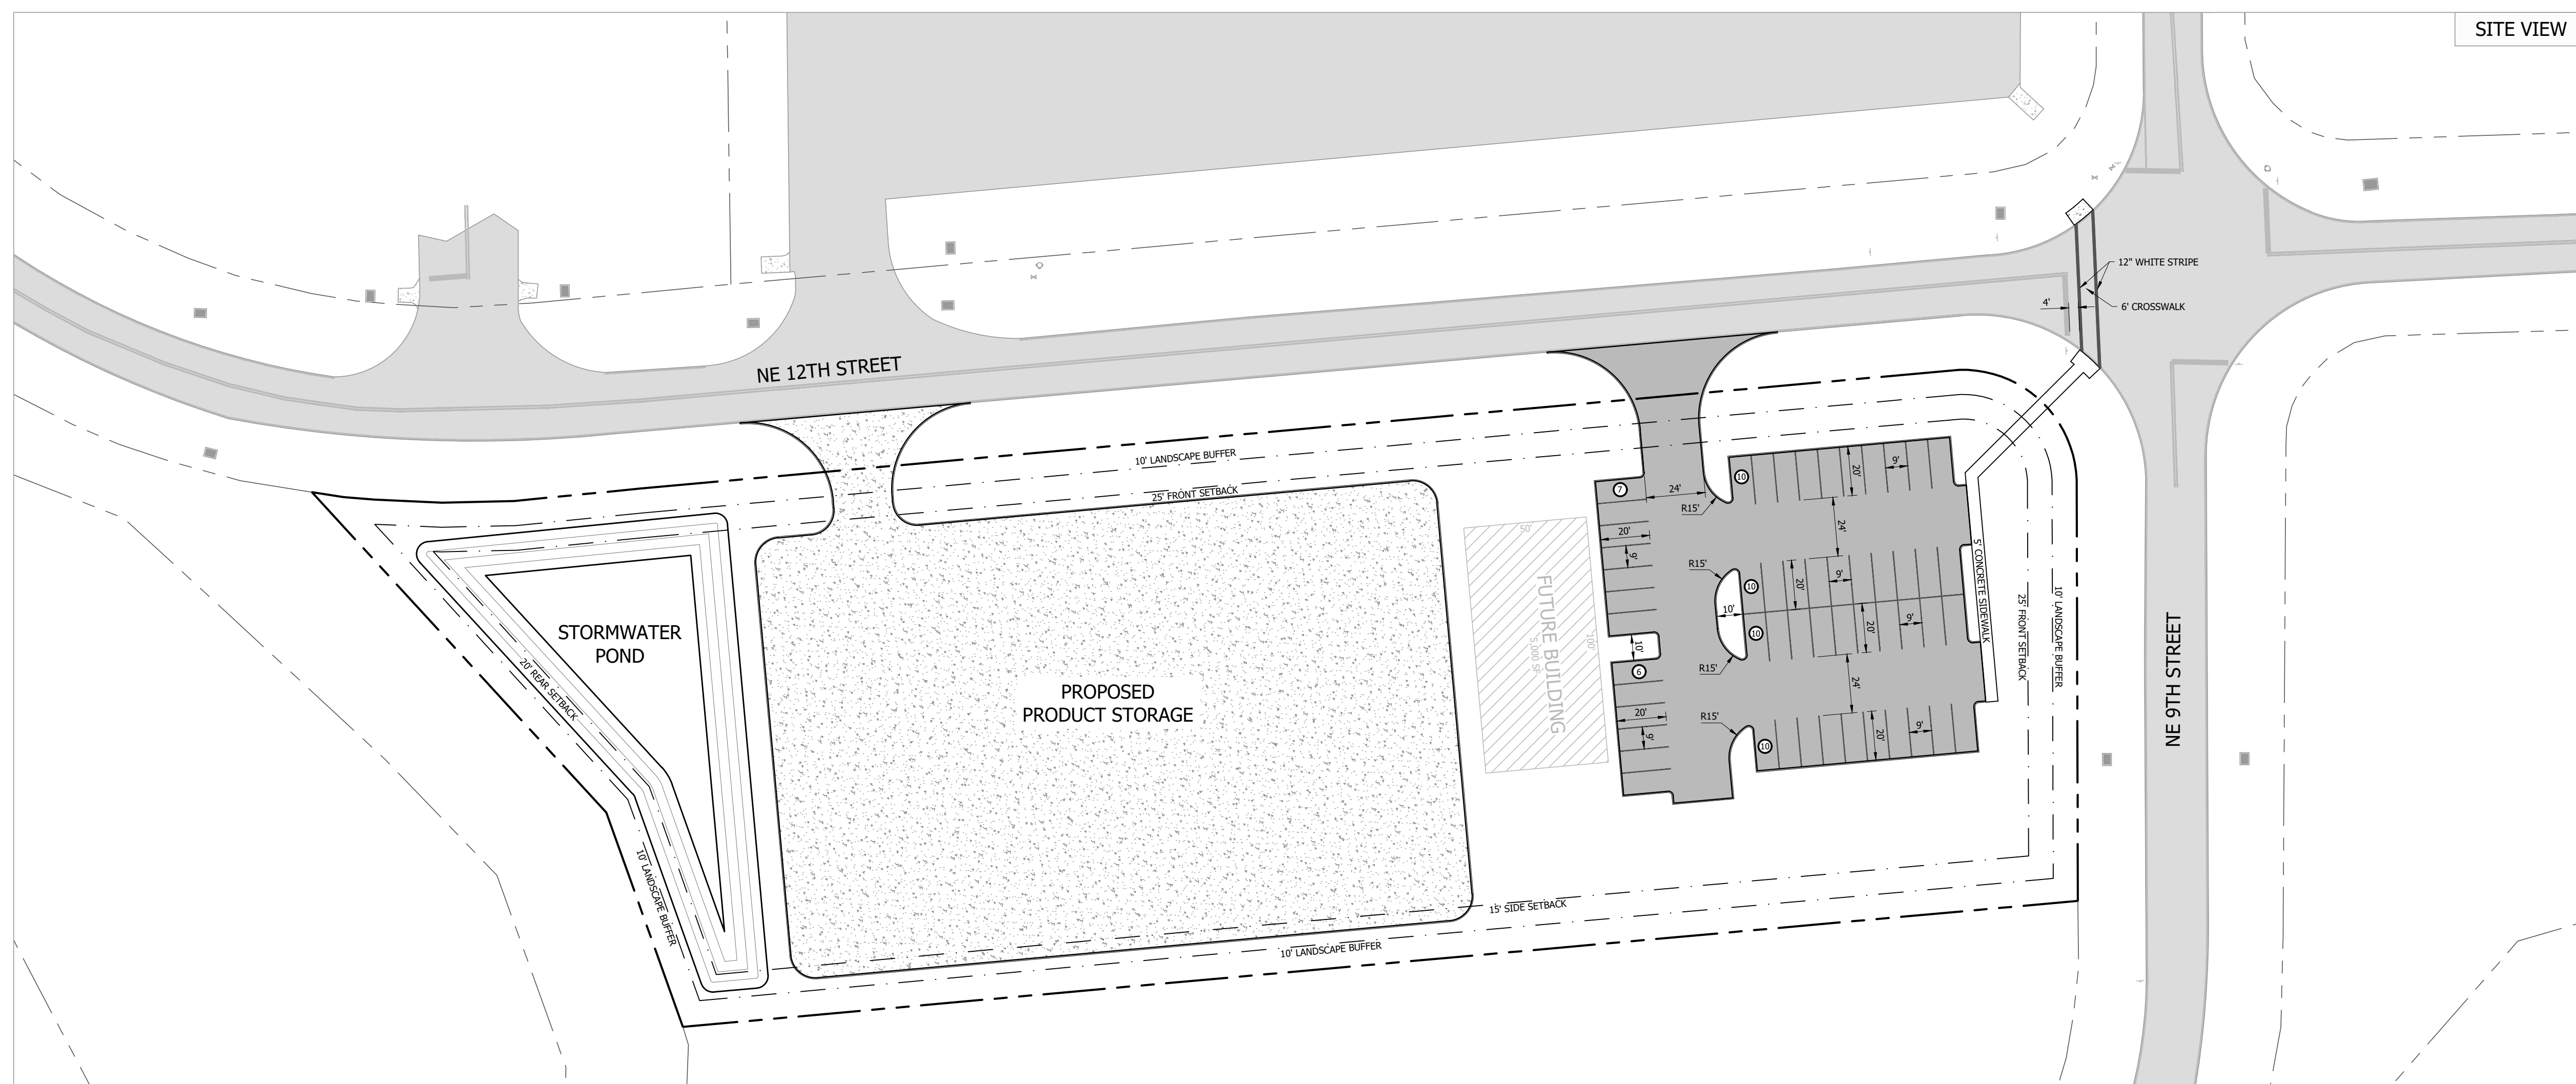 SITE VIEW
12" WHITE STRIPE
4'
6' CROSSWALK
NE 12TH STREET
10' LANDSCAPE BUFFER
25' FRONT SETBACK
7
24'
10
R15'
20'
9'
20'
9'
24'
50'
FUTURE BUILDING
5,000 SF
100'
R15'
10'
10
20'
9'
10
20'
9'
5' CONCRETE SIDEWALK
25' FRONT SETBACK
10' LANDSCAPE BUFFER
10'
6
R15'
24'
20'
9'
R15'
10
20'
9'
STORMWATER
POND
20' REAR SETBACK
PROPOSED
PRODUCT STORAGE
NE 9TH STREET
10' LANDSCAPE BUFFER
15' SIDE SETBACK
10' LANDSCAPE BUFFER